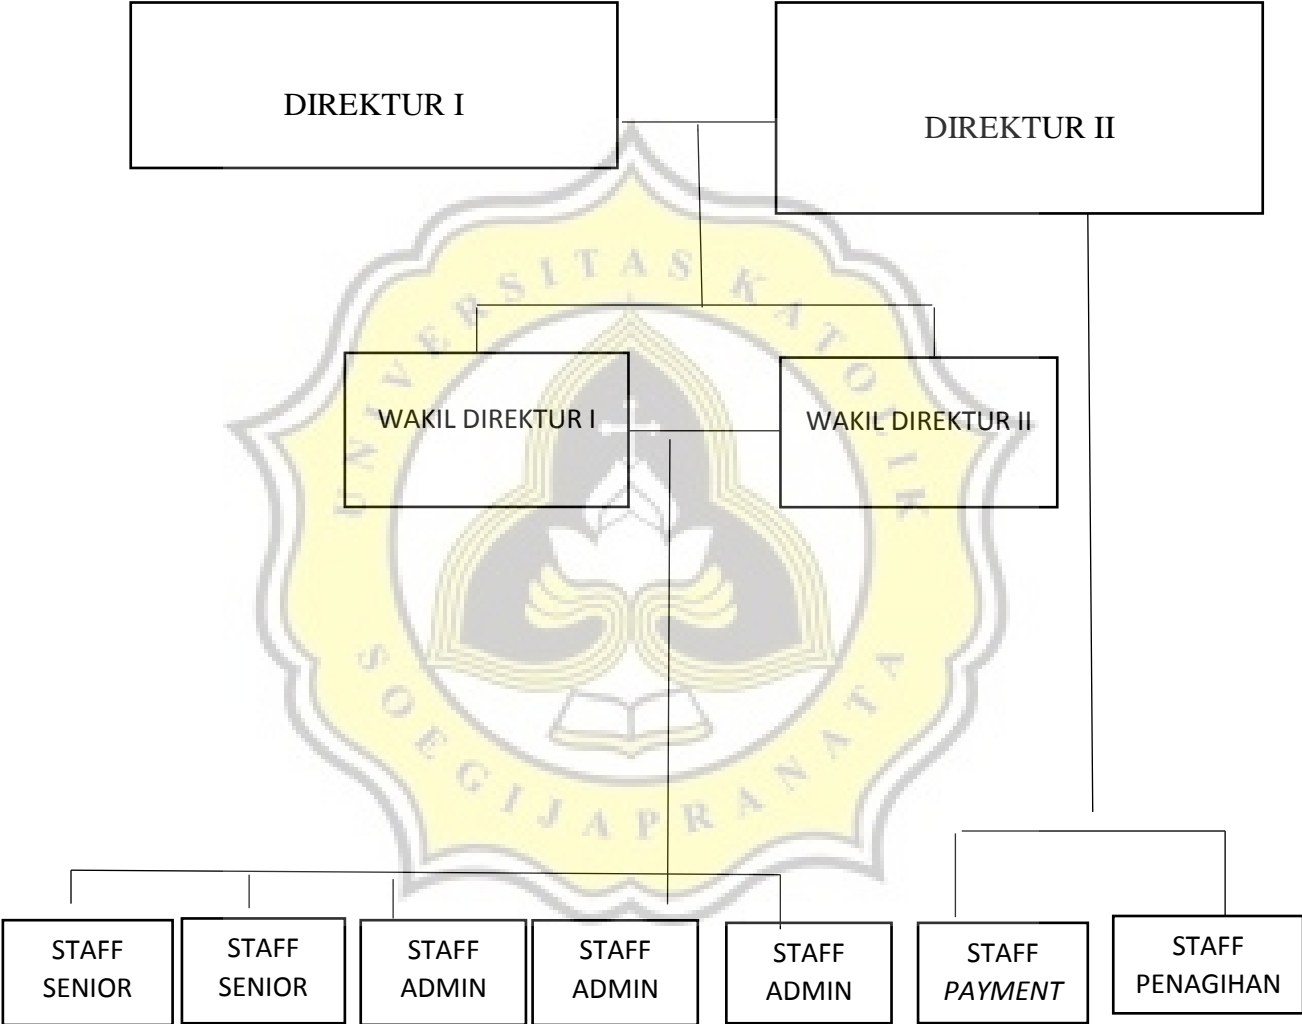 DIREKTUR I
DIREKTUR II
UNIVERSITAS KATOLIK
WAKIL DIREKTUR I
WAKIL DIREKTUR II
SOEGIJAPRANATA
STAFF
SENIOR
STAFF
SENIOR
STAFF
ADMIN
STAFF
ADMIN
STAFF
ADMIN
STAFF
PAYMENT
STAFF
PENAGIHAN